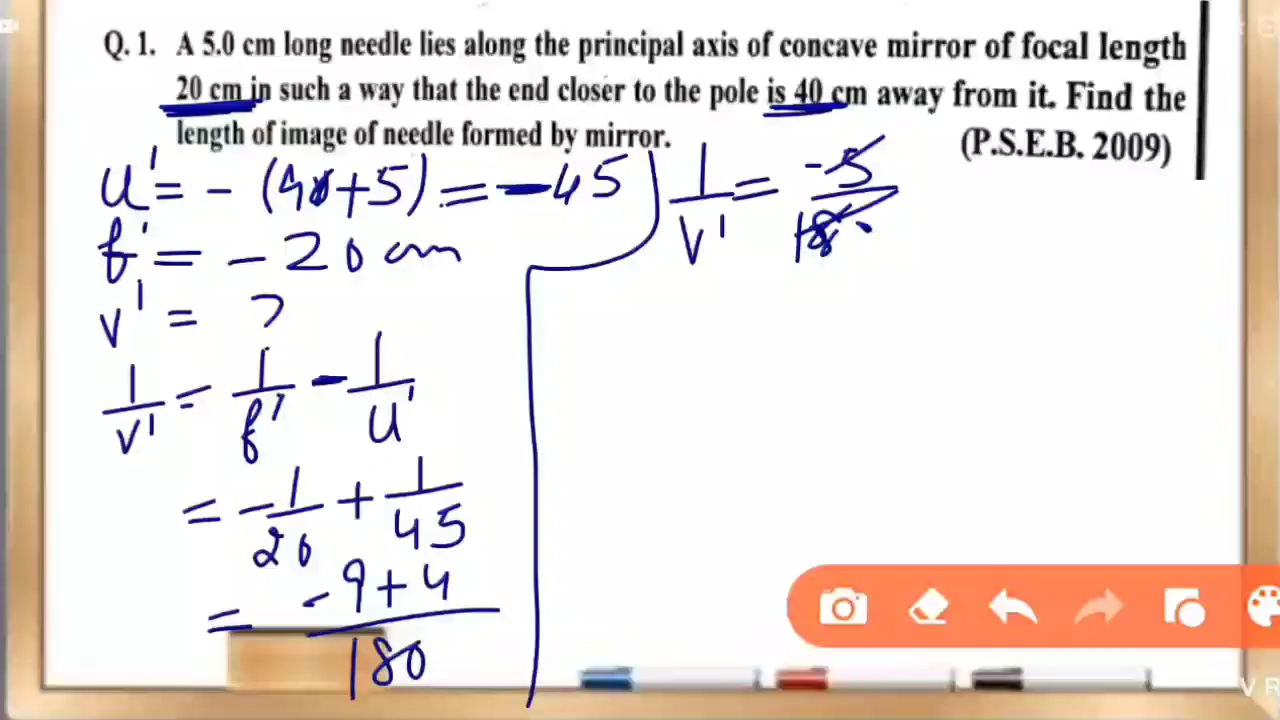 Q. 1. A 5.0 cm long needle lies along the principal axis of concave mirror of focal length
20 cm in such a way that the end closer to the pole is 40 cm away from it. Find the
length of image of needle formed by mirror. (P.S.E.B. 2009)
u' = - (40+5) = -45
f' = - 20 cm
v' = ?
1/v' = 1/f' - 1/u'
= -1/20 + 1/45
= -9+4/180
1/v' = -5/180
V R